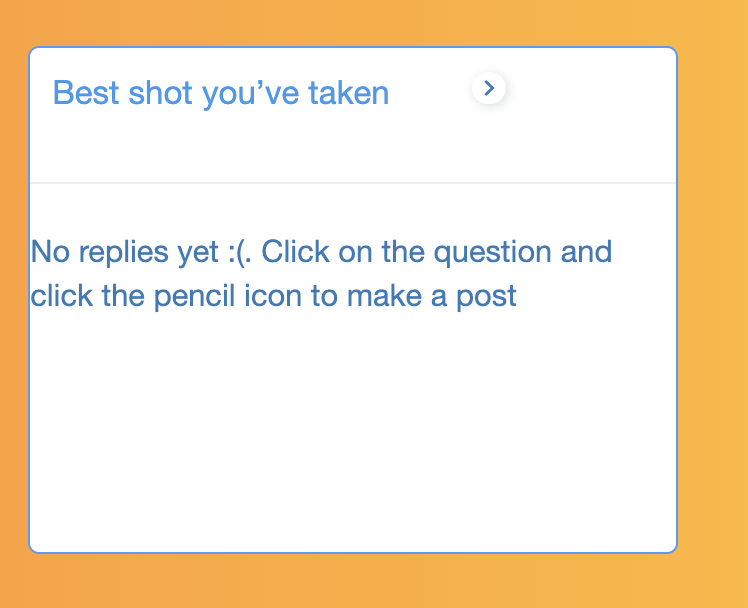 Best shot you’ve taken
No replies yet :(. Click on the question and
click the pencil icon to make a post